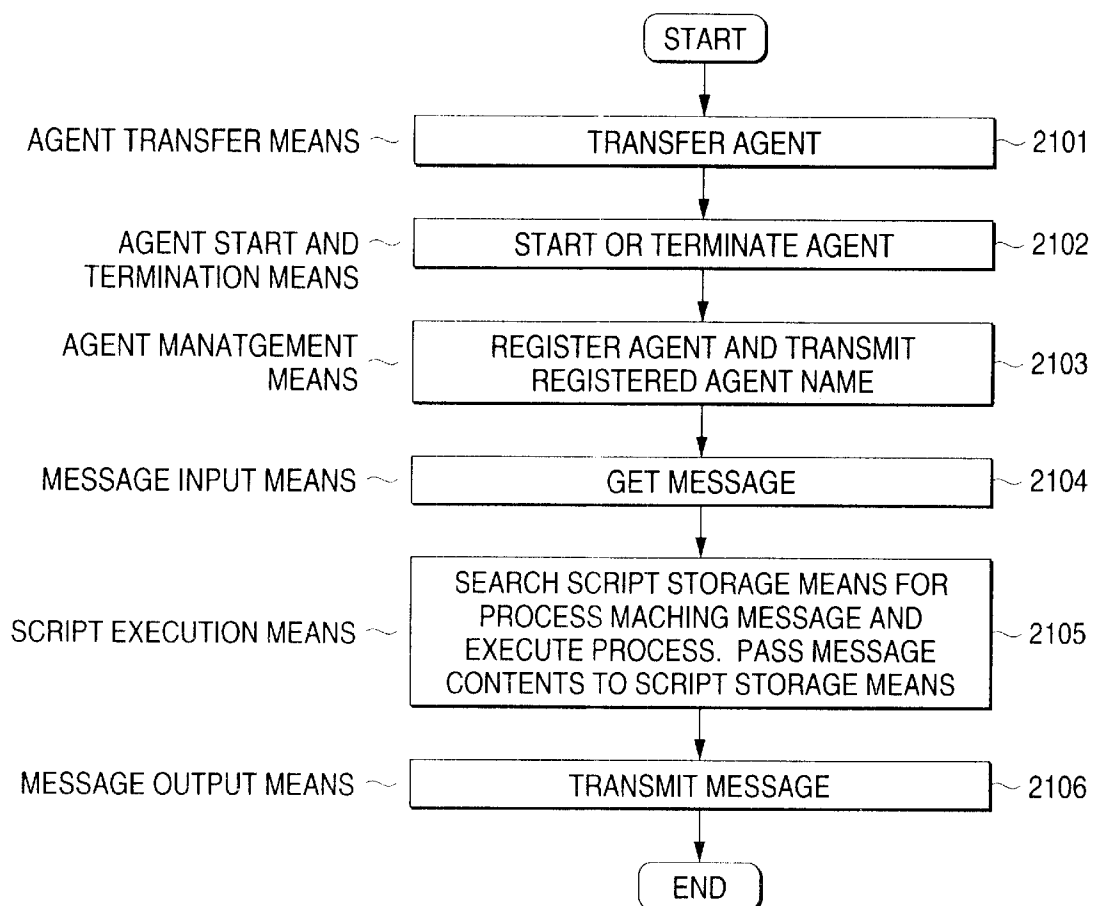 START
AGENT TRANSFER MEANS ~ TRANSFER AGENT ~ 2101
AGENT START AND ~
TERMINATION MEANS
START OR TERMINATE AGENT ~ 2102
AGENT MANATGEMENT ~
MEANS
REGISTER AGENT AND TRANSMIT
REGISTERED AGENT NAME
~ 2103
MESSAGE INPUT MEANS ~ GET MESSAGE ~ 2104
SCRIPT EXECUTION MEANS ~
SEARCH SCRIPT STORAGE MEANS FOR
PROCESS MACHING MESSAGE AND
EXECUTE PROCESS. PASS MESSAGE
CONTENTS TO SCRIPT STORAGE MEANS
~ 2105
MESSAGE OUTPUT MEANS ~ TRANSMIT MESSAGE ~ 2106
END